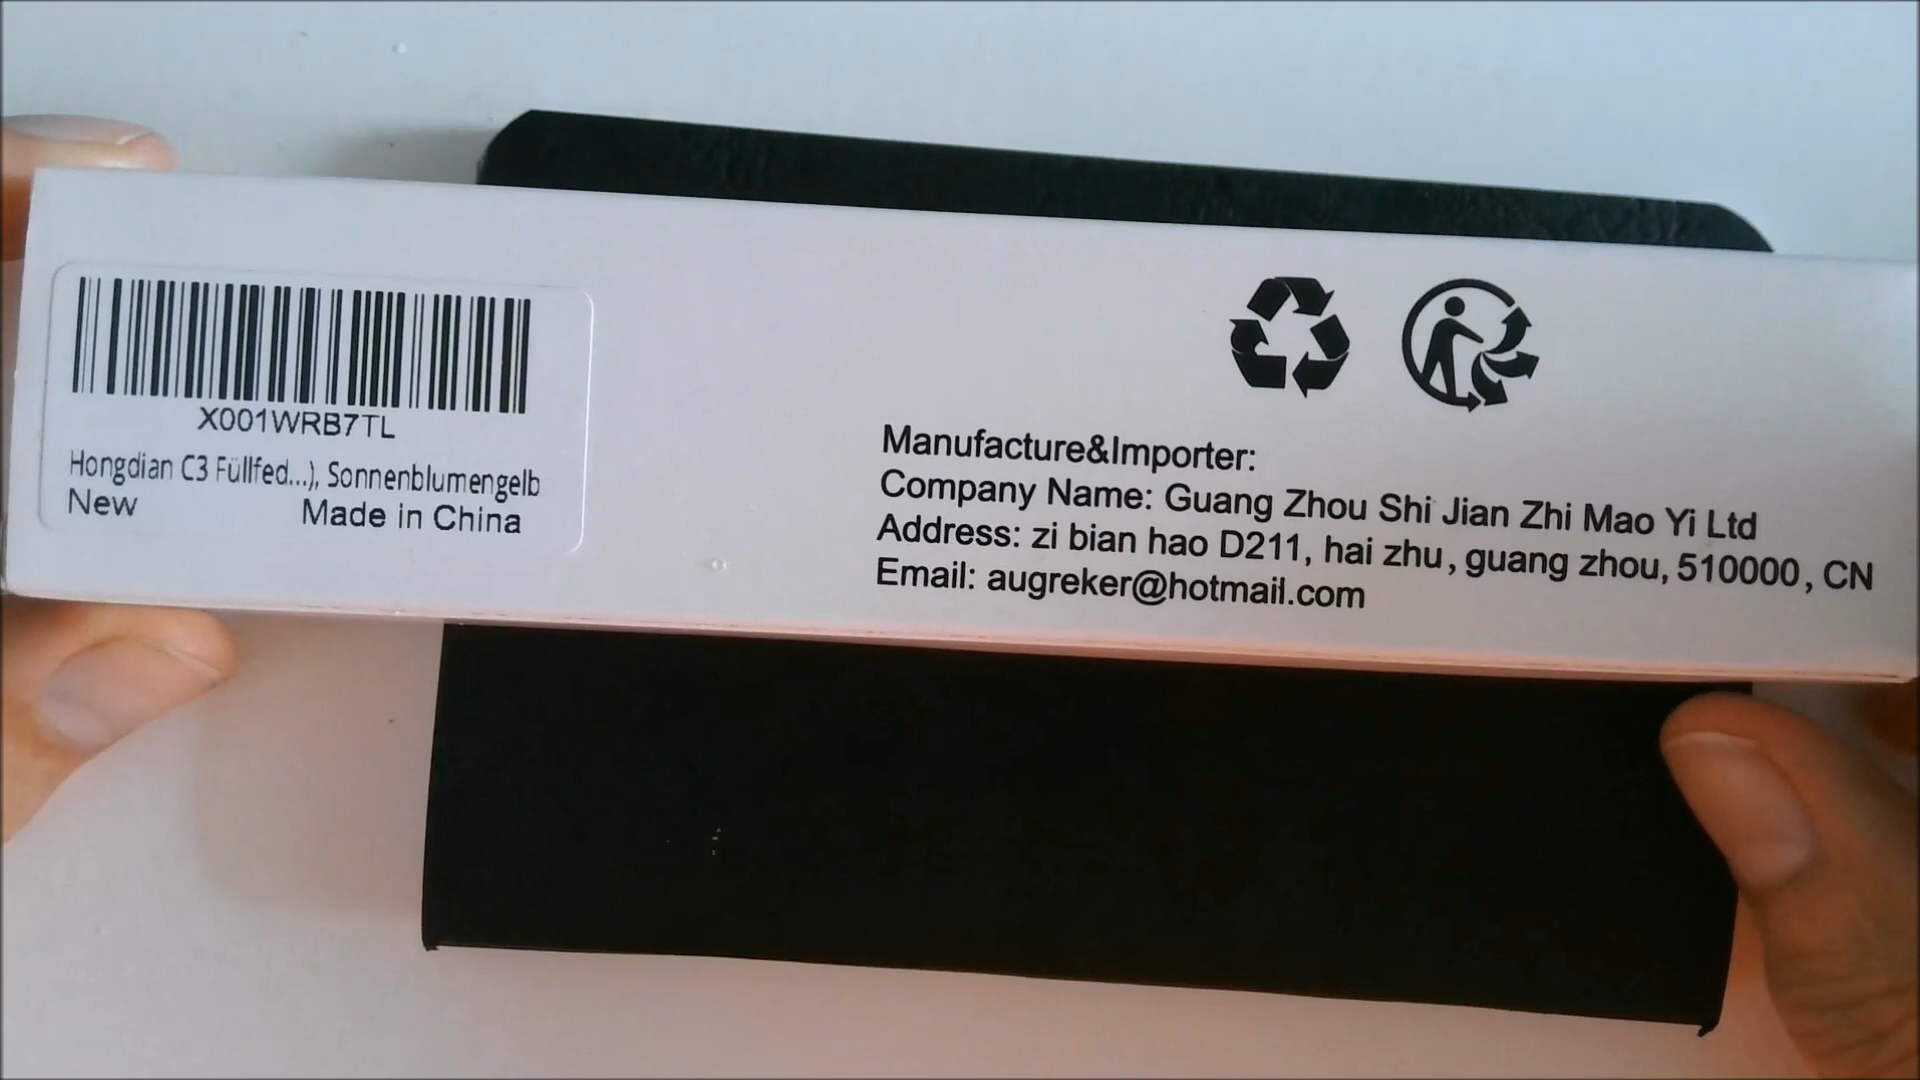 X001WRB7TL
Hongdian C3 Füllfed...), Sonnenblumengelb
New
Made in China
Manufacture&Importer:
Company Name: Guang Zhou Shi Jian Zhi Mao Yi Ltd
Address: zi bian hao D211, hai zhu, guang zhou, 510000, CN
Email: augreker@hotmail.com